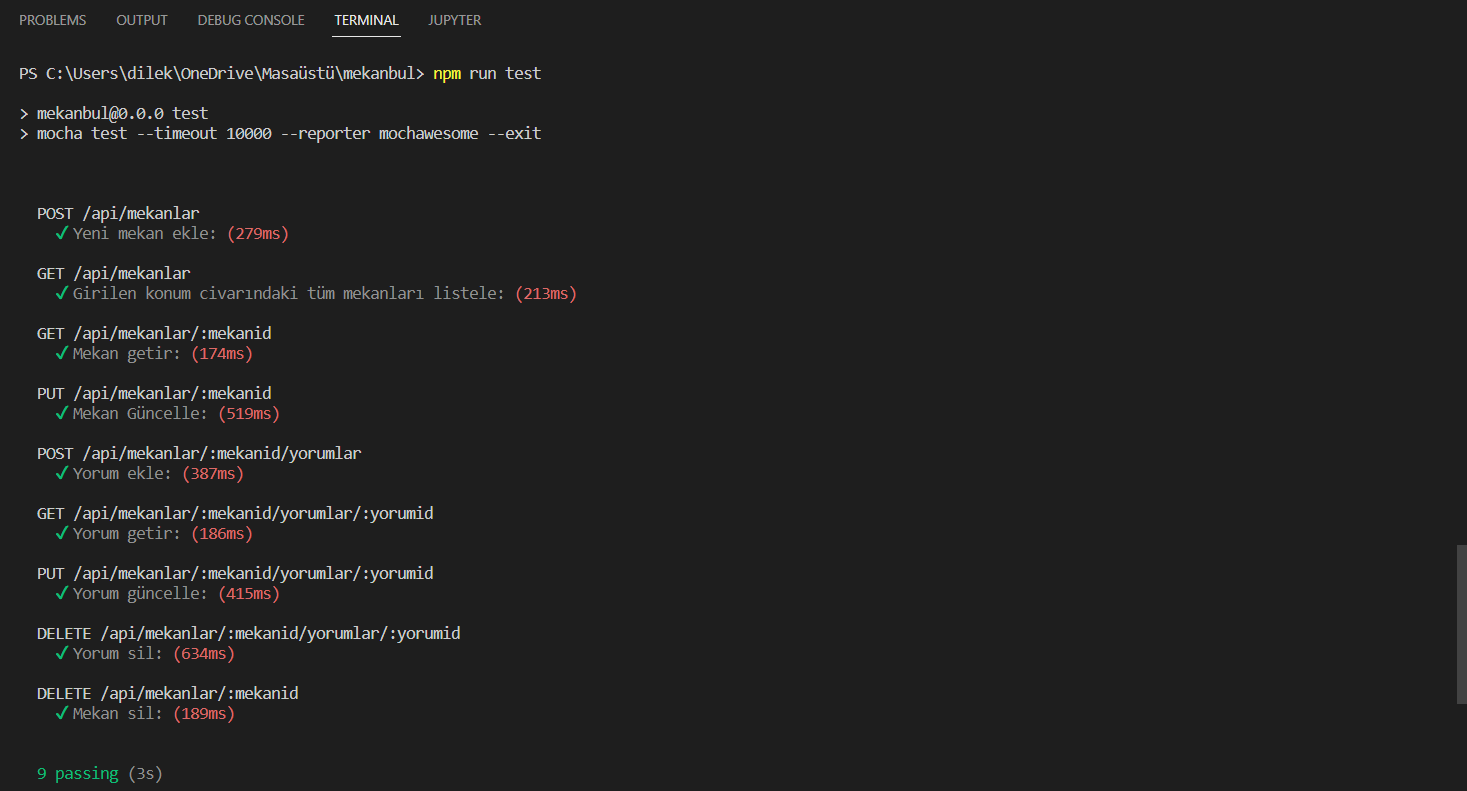 PROBLEMS OUTPUT DEBUG CONSOLE TERMINAL JUPYTER
PS C:\Users\dilek\OneDrive\Masaüstü\mekanbul> npm run test
> mekanbul@0.0.0 test
> mocha test --timeout 10000 --reporter mochawesome --exit
POST /api/mekanlar
✓ Yeni mekan ekle: (279ms)
GET /api/mekanlar
✓ Girilen konum civarındaki tüm mekanları listele: (213ms)
GET /api/mekanlar/:mekanid
✓ Mekan getir: (174ms)
PUT /api/mekanlar/:mekanid
✓ Mekan Güncelle: (519ms)
POST /api/mekanlar/:mekanid/yorumlar
✓ Yorum ekle: (387ms)
GET /api/mekanlar/:mekanid/yorumlar/:yorumid
✓ Yorum getir: (186ms)
PUT /api/mekanlar/:mekanid/yorumlar/:yorumid
✓ Yorum güncelle: (415ms)
DELETE /api/mekanlar/:mekanid/yorumlar/:yorumid
✓ Yorum sil: (634ms)
DELETE /api/mekanlar/:mekanid
✓ Mekan sil: (189ms)
9 passing (3s)